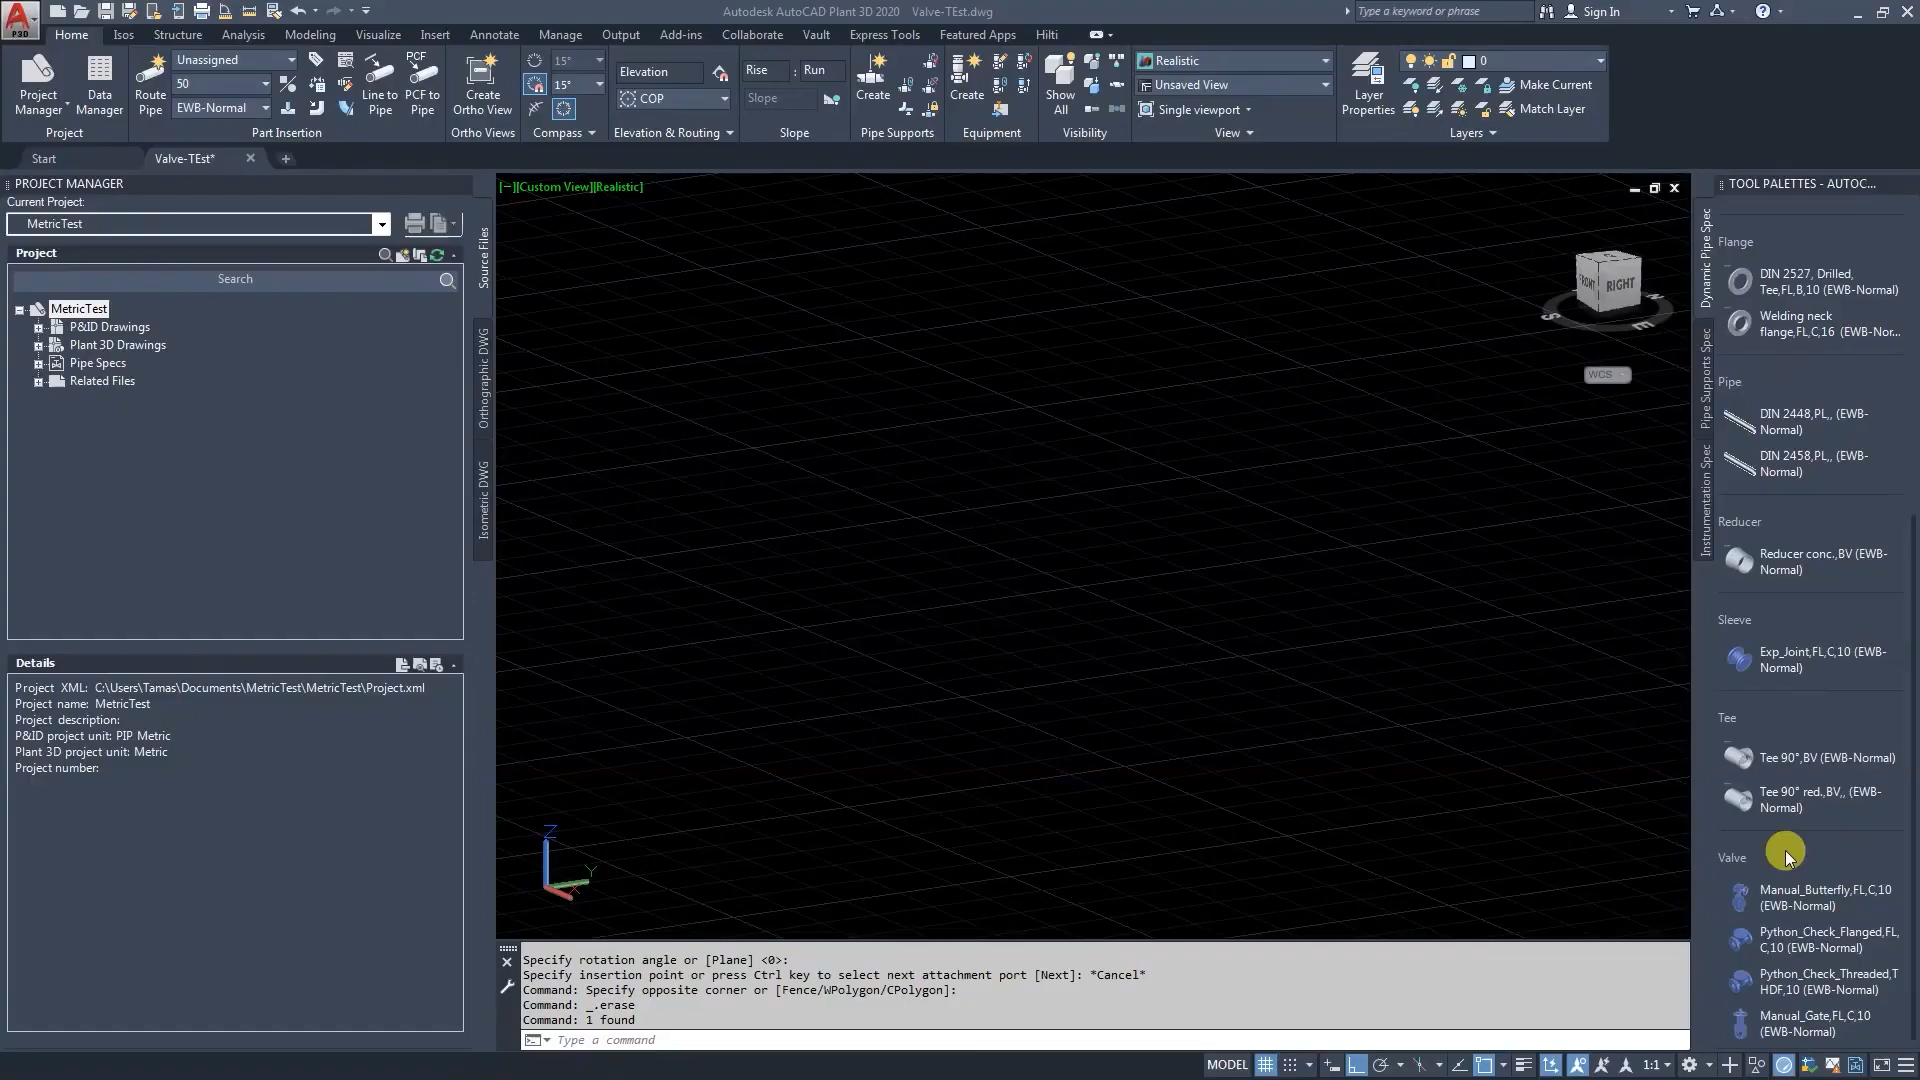 Autodesk AutoCAD Plant 3D 2020 Valve-TEst.dwg
Type a keyword or phrase
Sign In
P3D
Home Isos Structure Analysis Modeling Visualize Insert Annotate Manage Output Add-ins Collaborate Vault Express Tools Featured Apps Hilti
Project Manager
Data Manager
Project
Route Pipe
Unassigned
50
EWB-Normal
Line to Pipe
PCF
PCF to Pipe
Part Insertion
Create Ortho View
Ortho Views
15°
15°
Compass
Elevation
COP
Elevation & Routing
Rise : Run
Slope
Slope
Create
Pipe Supports
Create
Equipment
Show All
Visibility
Realistic
Unsaved View
Single viewport
View
Layer Properties
0
Make Current
Match Layer
Layers
Start
Valve-TEst*
PROJECT MANAGER
Current Project:
MetricTest
Project
Search
MetricTest
P&ID Drawings
Plant 3D Drawings
Pipe Specs
Related Files
Source Files
Orthographic DWG
Isometric DWG
Details
Project XML: C:\Users\Tamas\Documents\MetricTest\MetricTest\Project.xml
Project name: MetricTest
Project description:
P&ID project unit: PIP Metric
Plant 3D project unit: Metric
Project number:
[−][Custom View][Realistic]
FRONT
RIGHT
S
E
N
WCS
Z
Y
X
Specify rotation angle or [Plane] <0>:
Specify insertion point or press Ctrl key to select next attachment port [Next]: *Cancel*
Command: Specify opposite corner or [Fence/WPolygon/CPolygon]:
Command: _.erase
Command: 1 found
Type a command
TOOL PALETTES - AUTOC...
Dynamic Pipe Spec
Pipe Supports Spec
Instrumentation Spec
Flange
DIN 2527, Drilled,
Tee,FL,B,10 (EWB-Normal)
Welding neck
flange,FL,C,16 (EWB-Nor...
Pipe
DIN 2448,PL,, (EWB-
Normal)
DIN 2458,PL,, (EWB-
Normal)
Reducer
Reducer conc.,BV (EWB-
Normal)
Sleeve
Exp_Joint,FL,C,10 (EWB-
Normal)
Tee
Tee 90°,BV (EWB-Normal)
Tee 90° red.,BV,, (EWB-
Normal)
Valve
Manual_Butterfly,FL,C,10
(EWB-Normal)
Python_Check_Flanged,FL,
C,10 (EWB-Normal)
Python_Check_Threaded,T
HDF,10 (EWB-Normal)
Manual_Gate,FL,C,10
(EWB-Normal)
MODEL
1:1